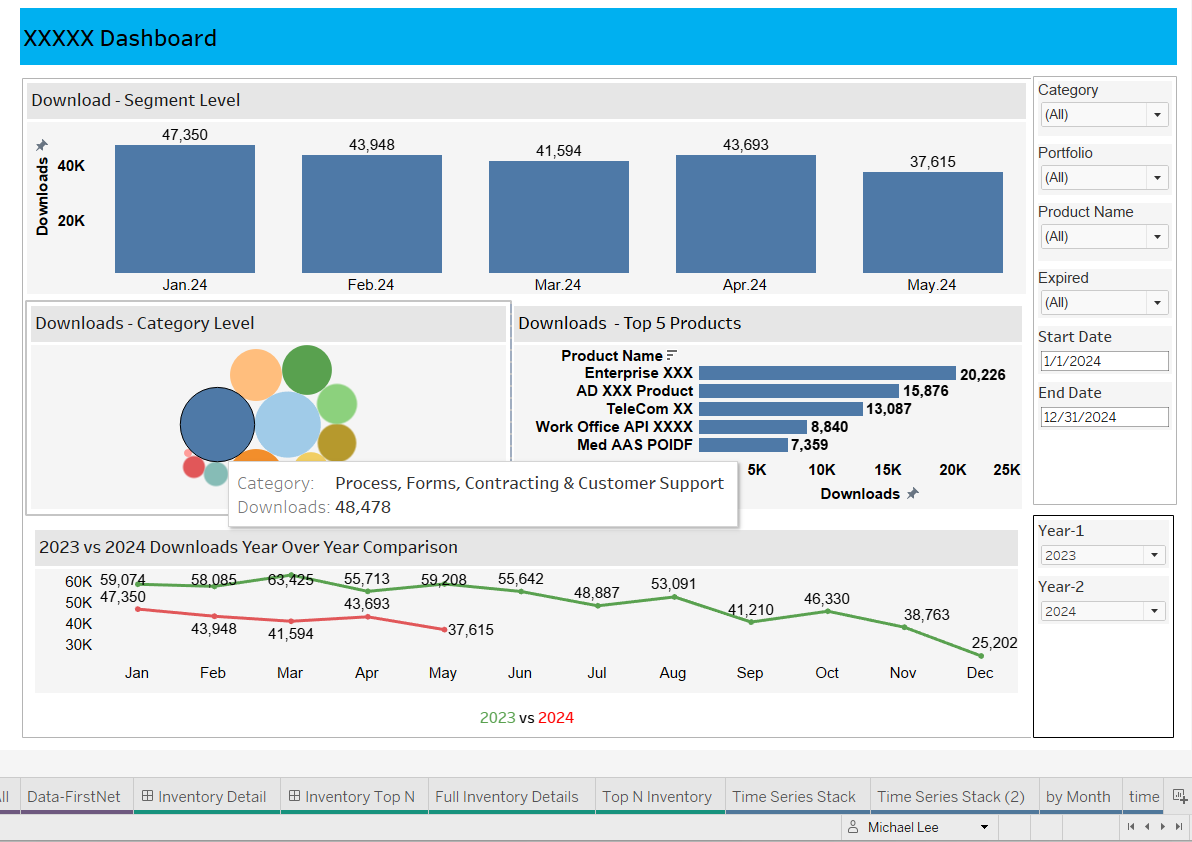 XXXXX Dashboard
Download - Segment Level
Downloads
40K
20K
47,350
43,948
41,594
43,693
37,615
Jan.24
Feb.24
Mar.24
Apr.24
May.24
Category
(All)
Portfolio
(All)
Product Name
(All)
Expired
(All)
Start Date
1/1/2024
End Date
12/31/2024
Downloads - Category Level
Category: Process, Forms, Contracting & Customer Support
Downloads: 48,478
Downloads - Top 5 Products
Product Name
Enterprise XXX 20,226
AD XXX Product 15,876
TeleCom XX 13,087
Work Office API XXXX 8,840
Med AAS POIDF 7,359
5K 10K 15K 20K 25K
Downloads
2023 vs 2024 Downloads Year Over Year Comparison
60K
50K
40K
30K
59,074 58,085 63,425 55,713 59,208 55,642 48,887 53,091 41,210 46,330 38,763 25,202
47,350 43,948 41,594 43,693 37,615
Jan Feb Mar Apr May Jun Jul Aug Sep Oct Nov Dec
2023 vs 2024
Year-1
2023
Year-2
2024
ll
Data-FirstNet
Inventory Detail
Inventory Top N
Full Inventory Details
Top N Inventory
Time Series Stack
Time Series Stack (2)
by Month
time
Michael Lee